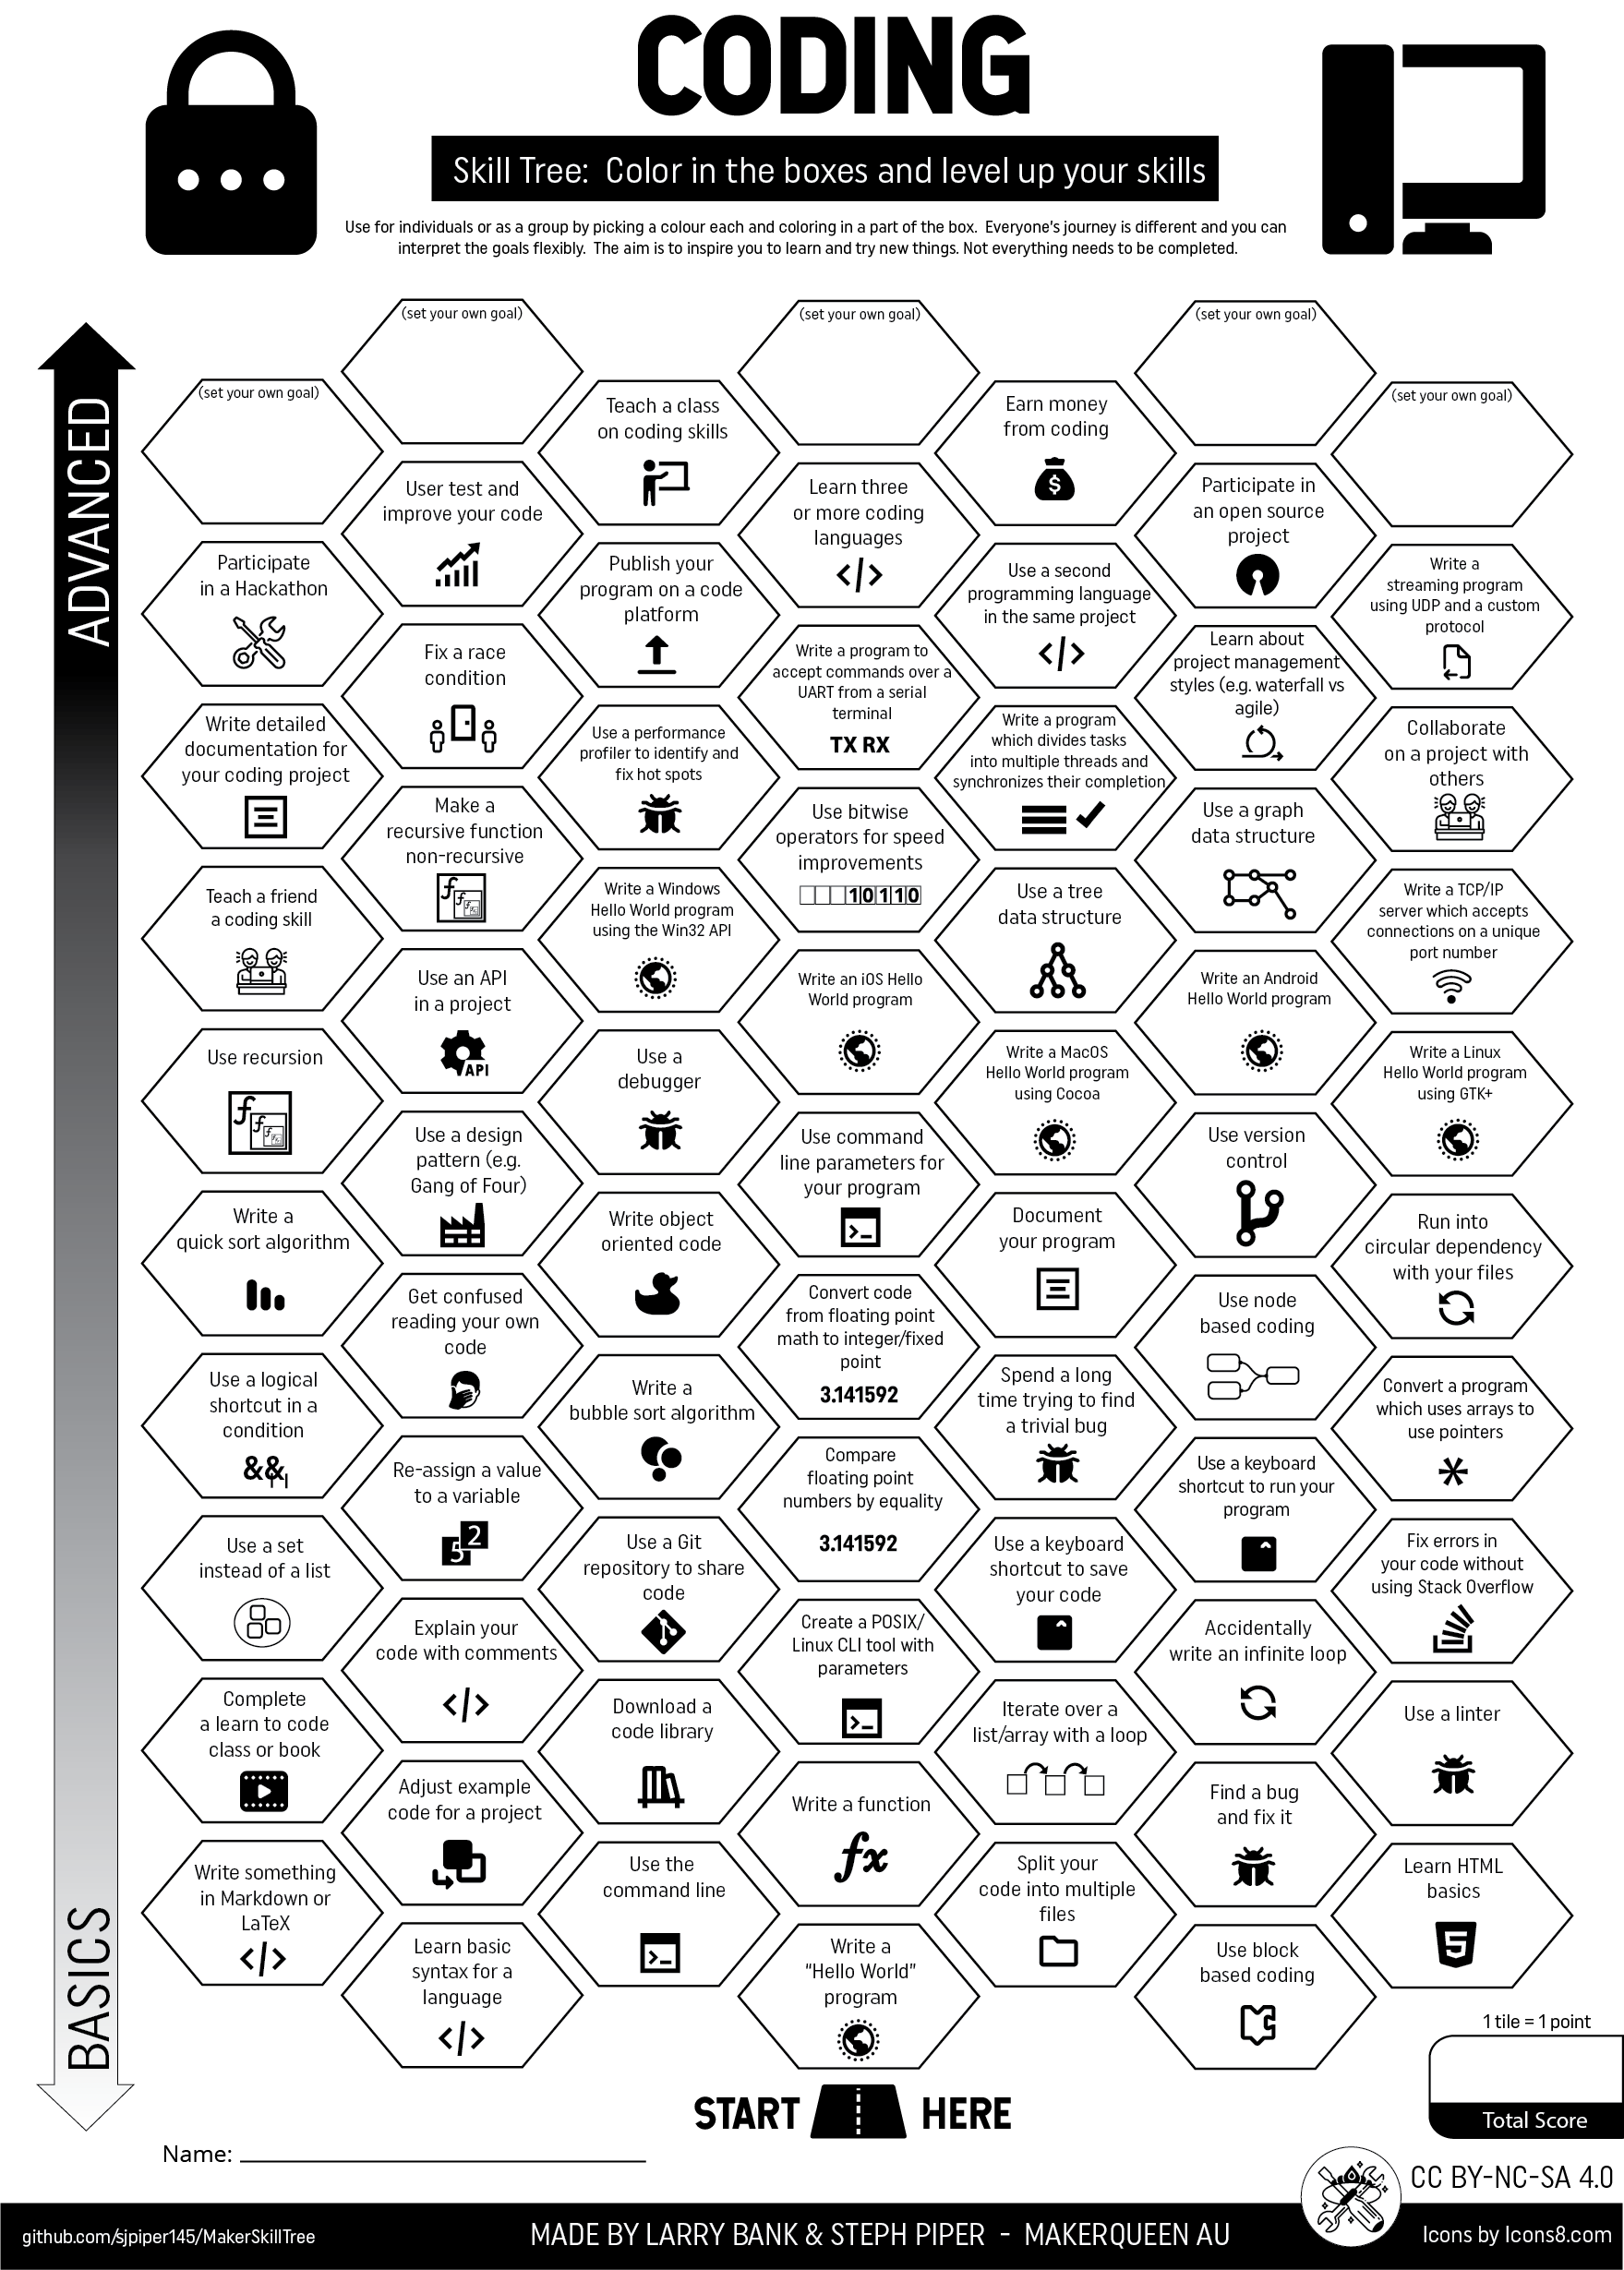 CODING
Skill Tree:  Color in the boxes and level up your skills
Use for individuals or as a group by picking a colour each and coloring in a part of the box.  Everyone's journey is different and you can
interpret the goals flexibly.  The aim is to inspire you to learn and try new things. Not everything needs to be completed.
ADVANCED
BASICS
(set your own goal)
(set your own goal)
(set your own goal)
(set your own goal)
(set your own goal)
Teach a class
on coding skills
Earn money
from coding
$
User test and
improve your code
Learn three
or more coding
languages
</>
Participate in
an open source
project
Participate
in a Hackathon
Publish your
program on a code
platform
Use a second
programming language
in the same project
</>
Write a
streaming program
using UDP and a custom
protocol
Fix a race
condition
Write a program to
accept commands over a
UART from a serial
terminal
TX RX
Learn about
project management
styles (e.g. waterfall vs
agile)
Write detailed
documentation for
your coding project
Use a performance
profiler to identify and
fix hot spots
Write a program
which divides tasks
into multiple threads and
synchronizes their completion
Collaborate
on a project with
others
Make a
recursive function
non-recursive
f
f
f
Use bitwise
operators for speed
improvements
10110
Use a graph
data structure
Teach a friend
a coding skill
Write a Windows
Hello World program
using the Win32 API
Use a tree
data structure
Write a TCP/IP
server which accepts
connections on a unique
port number
Use an API
in a project
API
Write an iOS Hello
World program
Write an Android
Hello World program
Use recursion
f
f
f
Use a
debugger
Write a MacOS
Hello World program
using Cocoa
Write a Linux
Hello World program
using GTK+
Use a design
pattern (e.g.
Gang of Four)
Use command
line parameters for
your program
>_
Use version
control
Write a
quick sort algorithm
Write object
oriented code
Document
your program
Run into
circular dependency
with your files
Get confused
reading your own
code
Convert code
from floating point
math to integer/fixed
point
3.141592
Use node
based coding
Use a logical
shortcut in a
condition
&&|
Write a
bubble sort algorithm
Spend a long
time trying to find
a trivial bug
Convert a program
which uses arrays to
use pointers
*
Re-assign a value
to a variable
5
2
Compare
floating point
numbers by equality
3.141592
Use a keyboard
shortcut to run your
program
Use a set
instead of a list
Use a Git
repository to share
code
Use a keyboard
shortcut to save
your code
Fix errors in
your code without
using Stack Overflow
Explain your
code with comments
</>
Create a POSIX/
Linux CLI tool with
parameters
>_
Accidentally
write an infinite loop
Complete
a learn to code
class or book
Download a
code library
Iterate over a
list/array with a loop
Use a linter
Adjust example
code for a project
Write a function
fx
Find a bug
and fix it
Write something
in Markdown or
LaTeX
</>
Use the
command line
>_
Split your
code into multiple
files
Learn HTML
basics
5
Learn basic
syntax for a
language
</>
Write a
“Hello World”
program
Use block
based coding
1 tile = 1 point
Total Score
START HERE
Name:
CC BY-NC-SA 4.0
github.com/sjpiper145/MakerSkillTree
MADE BY LARRY BANK & STEPH PIPER  -  MAKERQUEEN AU
Icons by Icons8.com